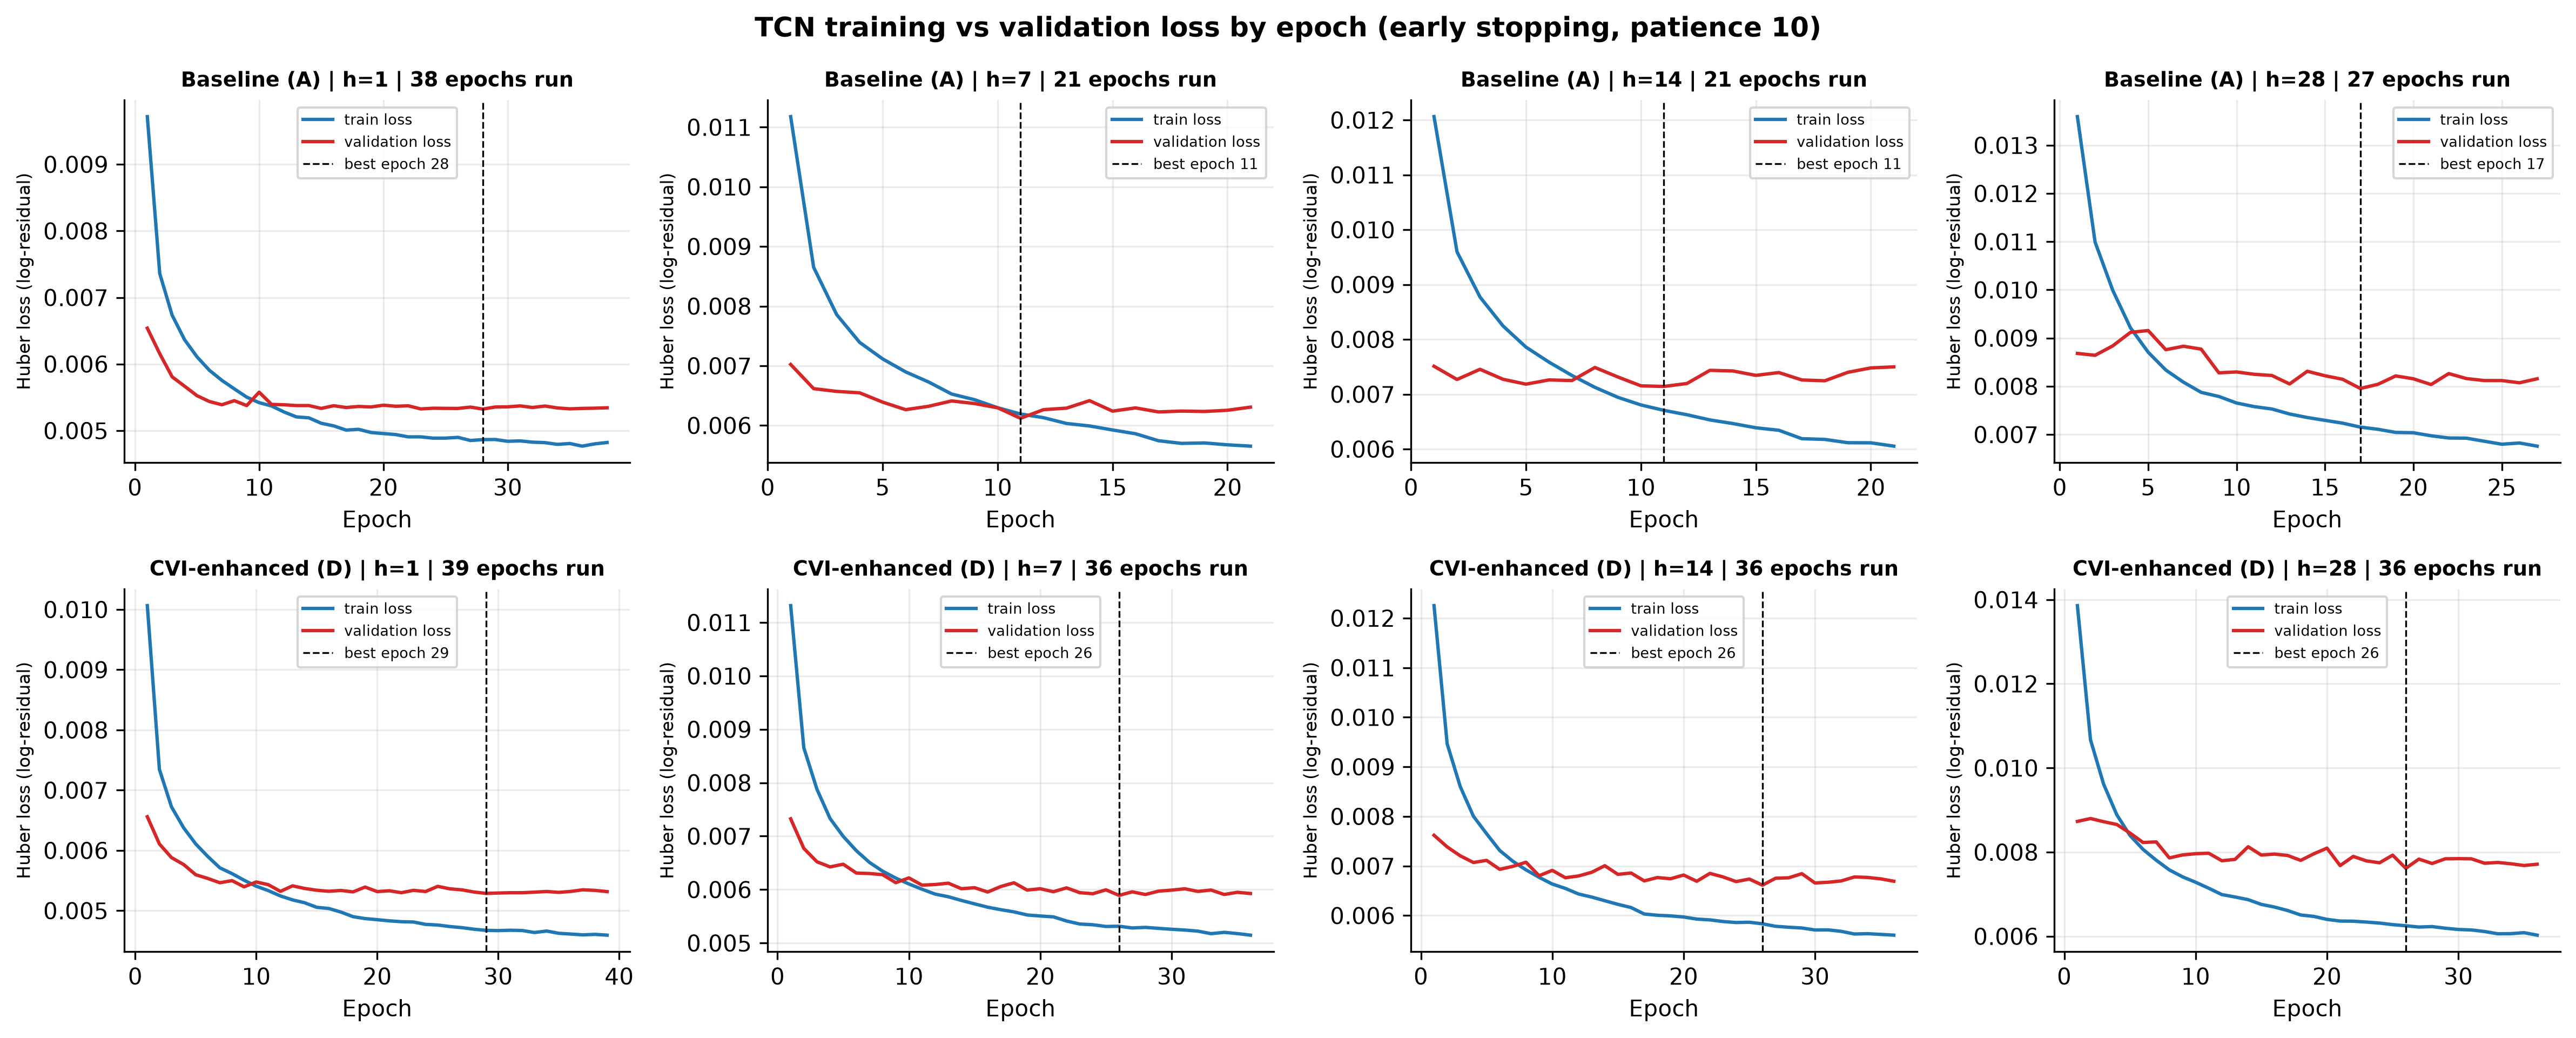 TCN training vs validation loss by epoch (early stopping, patience 10)
Baseline (A) | h=1 | 38 epochs run
Huber loss (log-residual)
0.009
0.008
0.007
0.006
0.005
train loss
validation loss
best epoch 28
0
10
20
30
Epoch
Baseline (A) | h=7 | 21 epochs run
Huber loss (log-residual)
0.011
0.010
0.009
0.008
0.007
0.006
train loss
validation loss
best epoch 11
0
5
10
15
20
Epoch
Baseline (A) | h=14 | 21 epochs run
Huber loss (log-residual)
0.012
0.011
0.010
0.009
0.008
0.007
0.006
train loss
validation loss
best epoch 11
0
5
10
15
20
Epoch
Baseline (A) | h=28 | 27 epochs run
Huber loss (log-residual)
0.013
0.012
0.011
0.010
0.009
0.008
0.007
train loss
validation loss
best epoch 17
0
5
10
15
20
25
Epoch
CVI-enhanced (D) | h=1 | 39 epochs run
Huber loss (log-residual)
0.010
0.009
0.008
0.007
0.006
0.005
train loss
validation loss
best epoch 29
0
10
20
30
40
Epoch
CVI-enhanced (D) | h=7 | 36 epochs run
Huber loss (log-residual)
0.011
0.010
0.009
0.008
0.007
0.006
0.005
train loss
validation loss
best epoch 26
0
10
20
30
Epoch
CVI-enhanced (D) | h=14 | 36 epochs run
Huber loss (log-residual)
0.012
0.011
0.010
0.009
0.008
0.007
0.006
train loss
validation loss
best epoch 26
0
10
20
30
Epoch
CVI-enhanced (D) | h=28 | 36 epochs run
Huber loss (log-residual)
0.014
0.012
0.010
0.008
0.006
train loss
validation loss
best epoch 26
0
10
20
30
Epoch